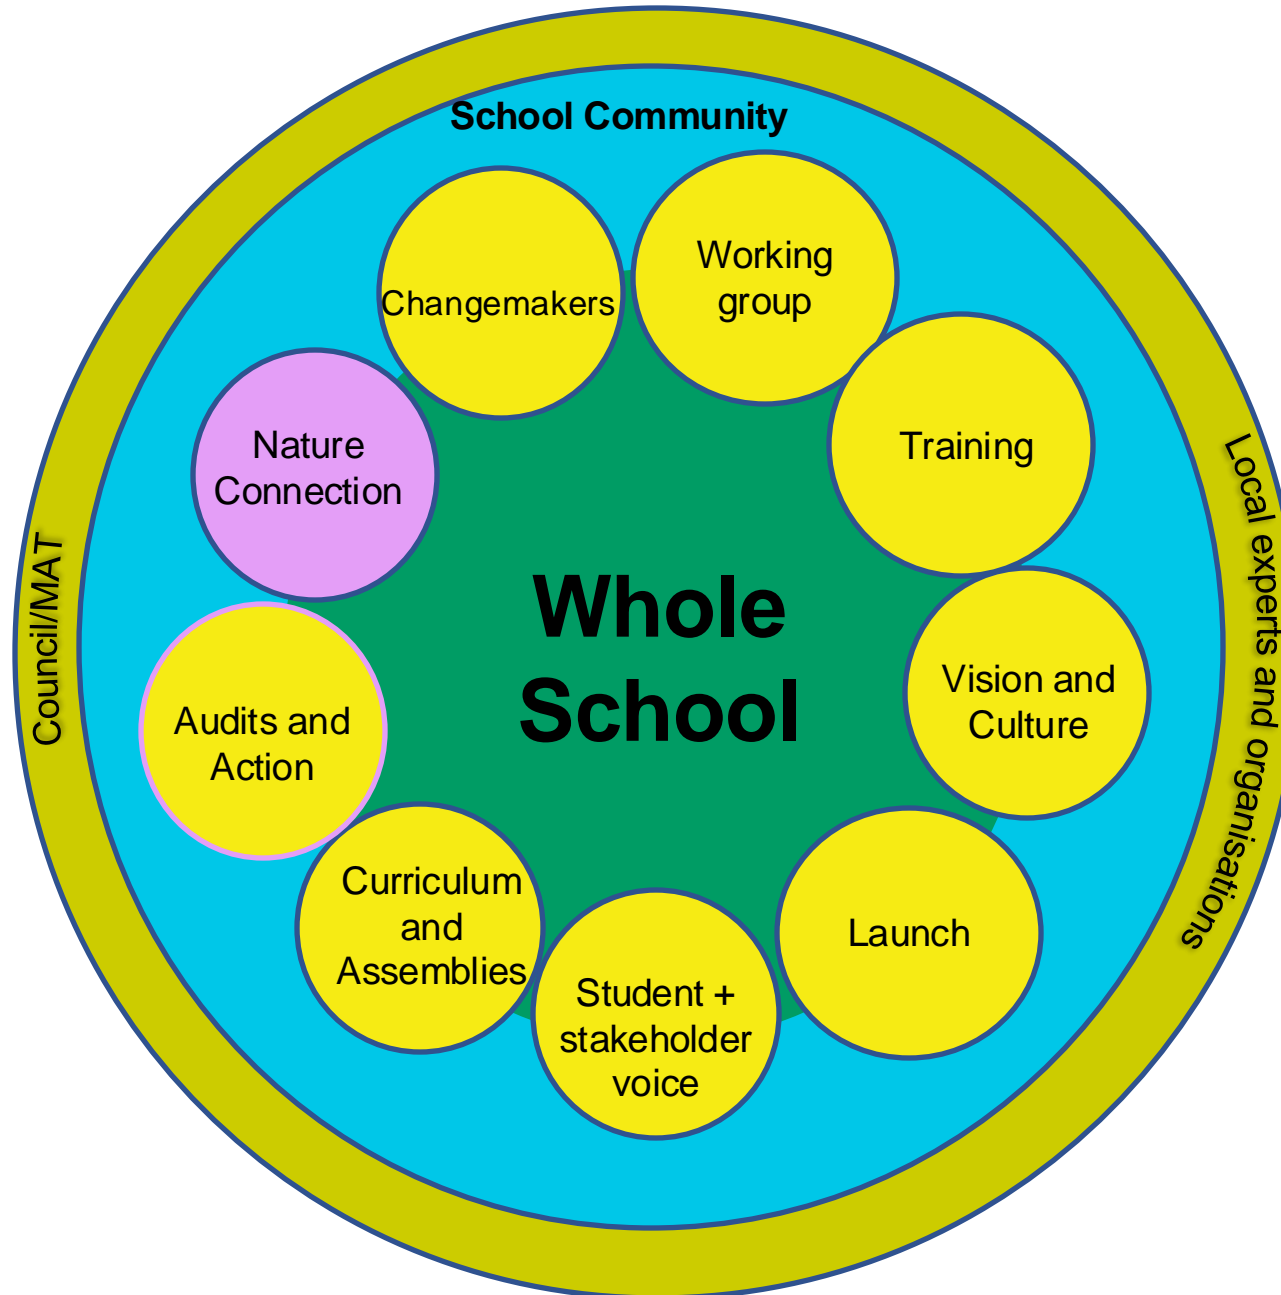 School Community
Changemakers
Working
group
Training
Vision and
Culture
Launch
Student +
stakeholder
voice
Curriculum
and
Assemblies
Audits and
Action
Nature
Connection
Whole
School
Council/MAT
Local experts and organisations